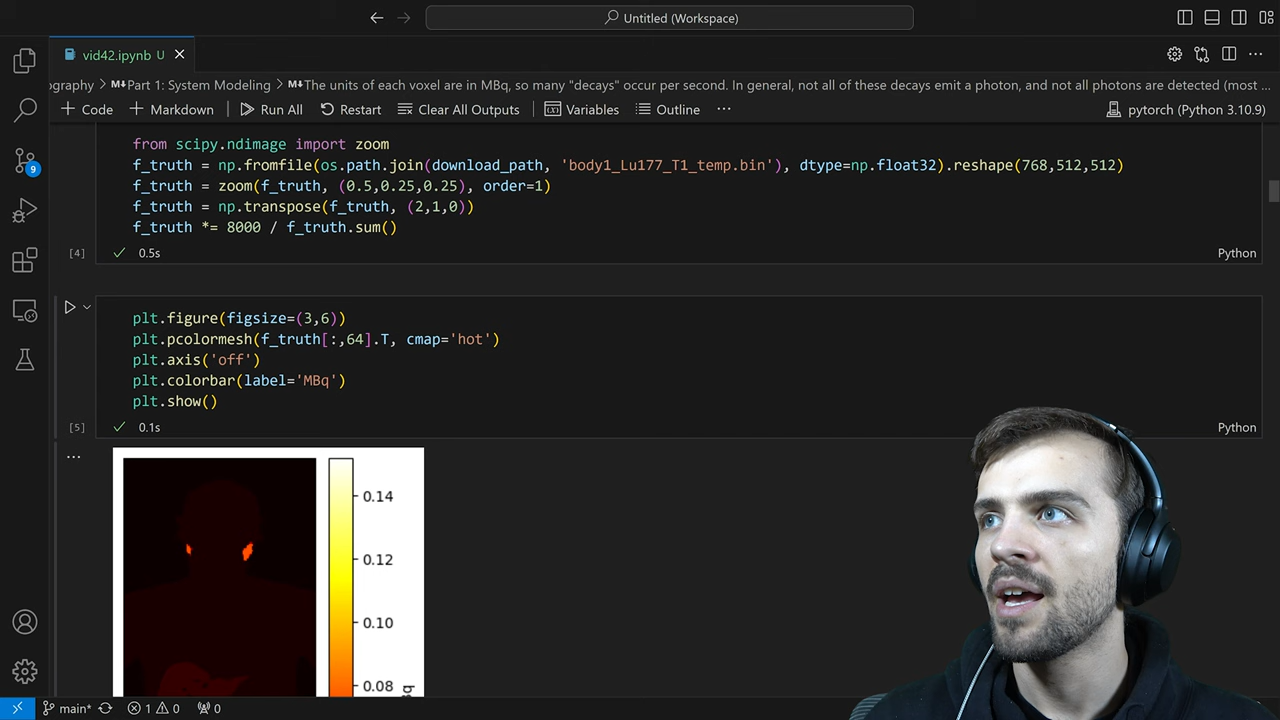 Untitled (Workspace)
vid42.ipynb U
ography > Part 1: System Modeling > The units of each voxel are in MBq, so many "decays" occur per second. In general, not all of these decays emit a photon, and not all photons are detected (most ...
Code Markdown Run All Restart Clear All Outputs Variables Outline ... pytorch (Python 3.10.9)
from scipy.ndimage import zoom
f_truth = np.fromfile(os.path.join(download_path, 'body1_Lu177_T1_temp.bin'), dtype=np.float32).reshape(768,512,512)
f_truth = zoom(f_truth, (0.5,0.25,0.25), order=1)
f_truth = np.transpose(f_truth, (2,1,0))
f_truth *= 8000 / f_truth.sum()
[4] 0.5s Python
9
plt.figure(figsize=(3,6))
plt.pcolormesh(f_truth[:,64].T, cmap='hot')
plt.axis('off')
plt.colorbar(label='MBq')
plt.show()
[5] 0.1s Python
0.14
0.12
0.10
0.08
main* 1 0 0